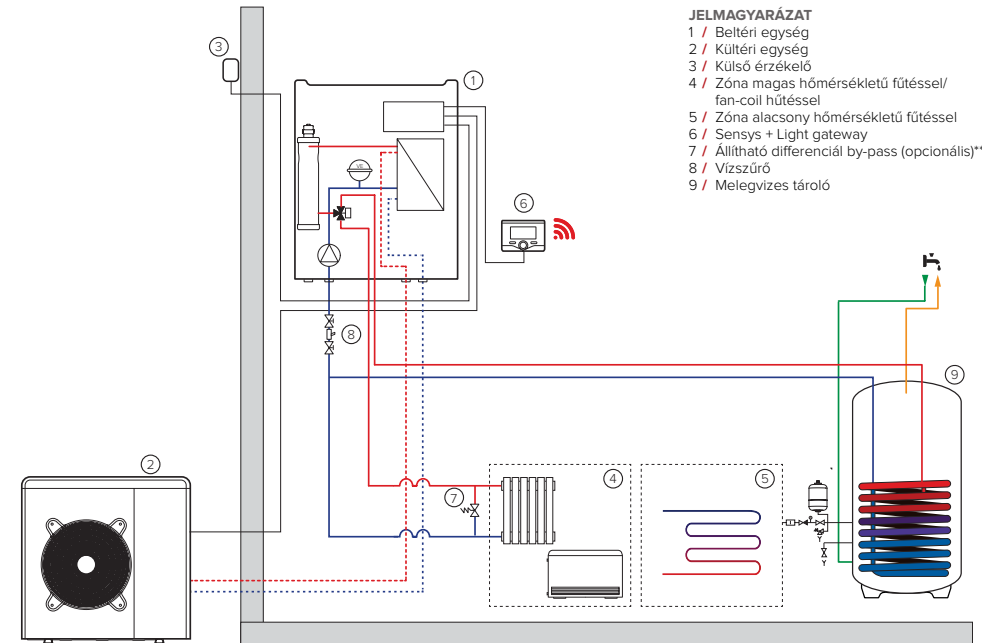 JELMAGYARÁZAT
1 / Beltéri egység
2 / Kültéri egység
3 / Külső érzékelő
4 / Zóna magas hőmérsékletű fűtéssel/
fan-coil hűtéssel
5 / Zóna alacsony hőmérsékletű fűtéssel
6 / Sensys + Light gateway
7 / Állítható differenciál by-pass (opcionális)**
8 / Vízszűrő
9 / Melegvizes tároló
3
1
VE
6
8
9
2
7
4
5
*